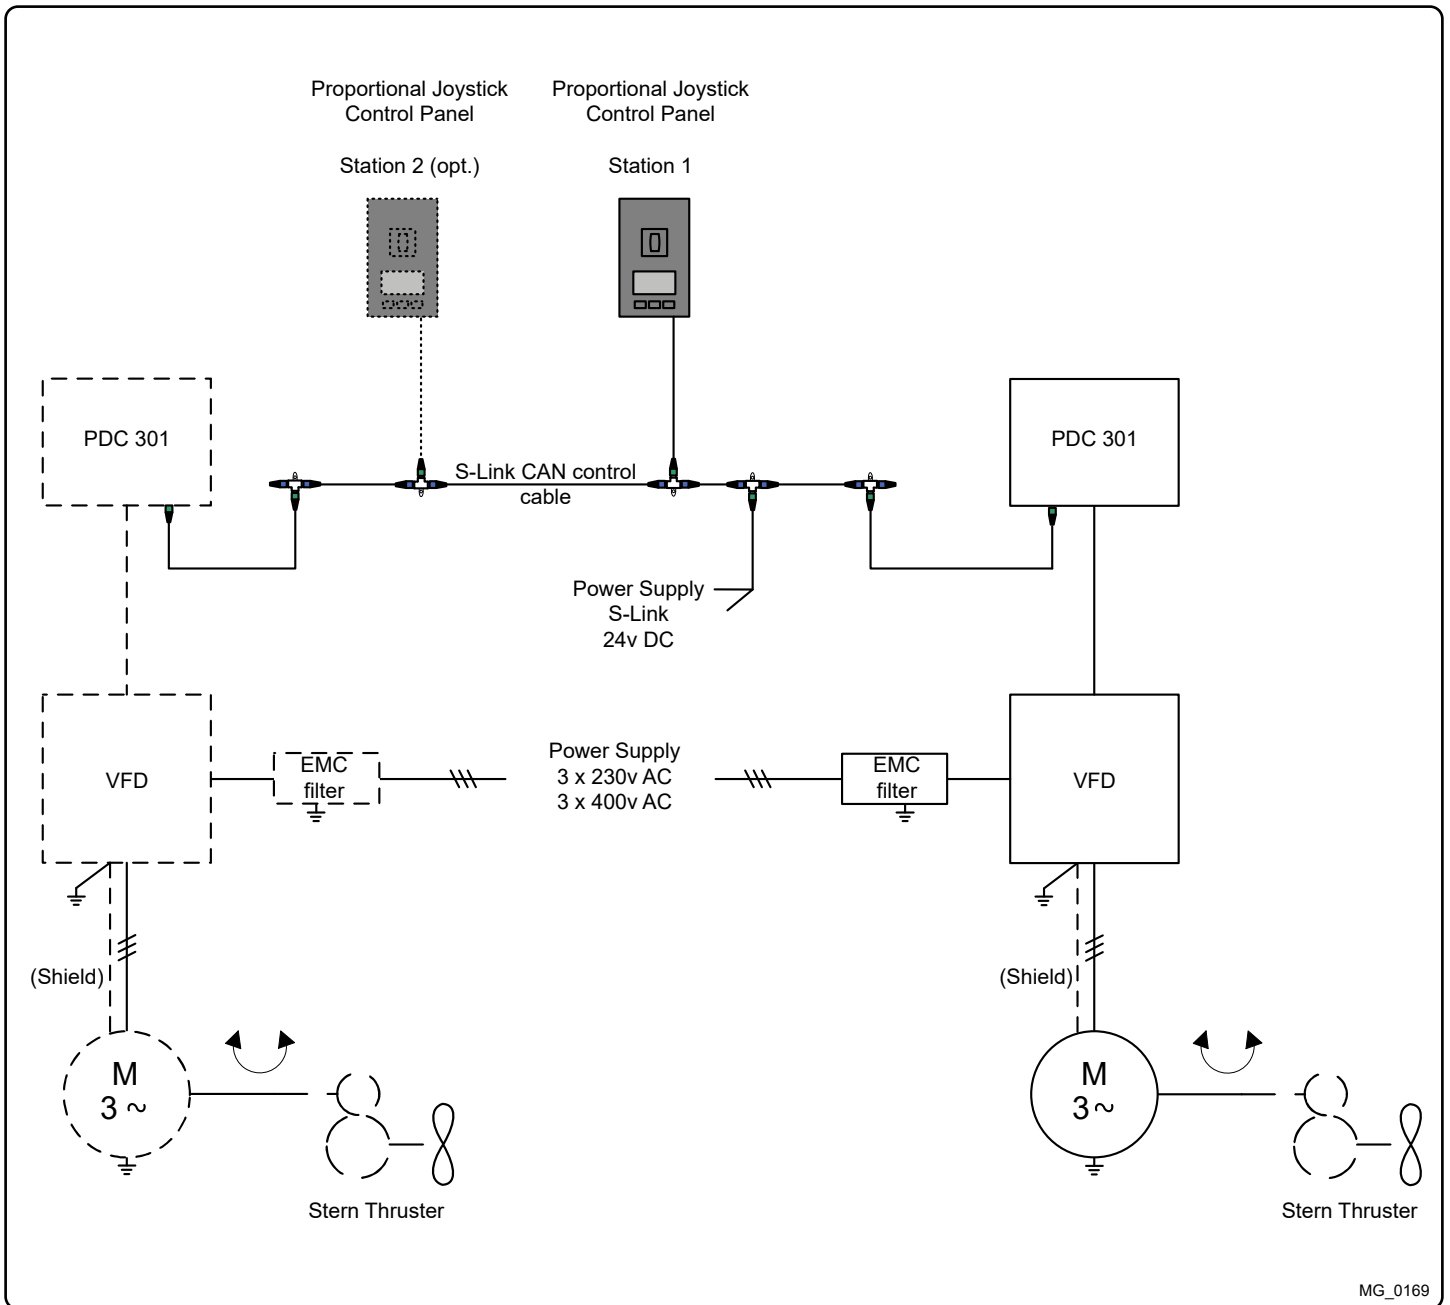 Proportional Joystick
Control Panel
Station 2 (opt.)
Proportional Joystick
Control Panel
Station 1
PDC 301
S-Link CAN control
cable
PDC 301
Power Supply
S-Link
24v DC
VFD
EMC
filter
Power Supply
3 x 230v AC
3 x 400v AC
EMC
filter
VFD
(Shield)
(Shield)
M
3 ~
M
3 ~
Stern Thruster
Stern Thruster
MG_0169